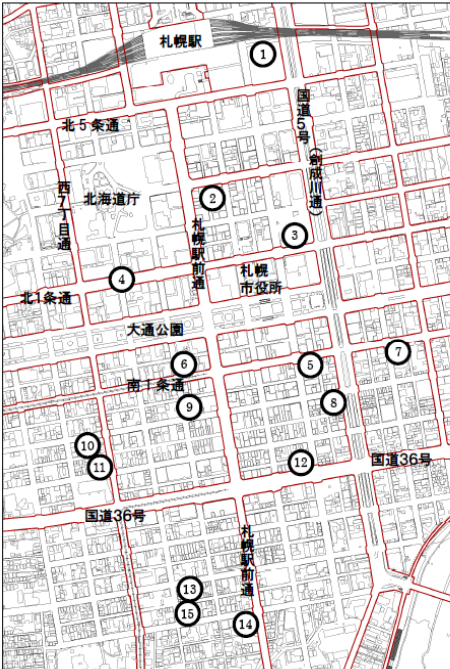 札幌駅
1
北5条通
国道5号
(創成川通)
西7丁目通
北海道庁
2
札幌駅前通
3
4
札幌
市役所
北1条通
大通公園
6
5
7
南1条通
9
8
10
11
12
国道36号
国道36号
札幌駅前通
13
15
14